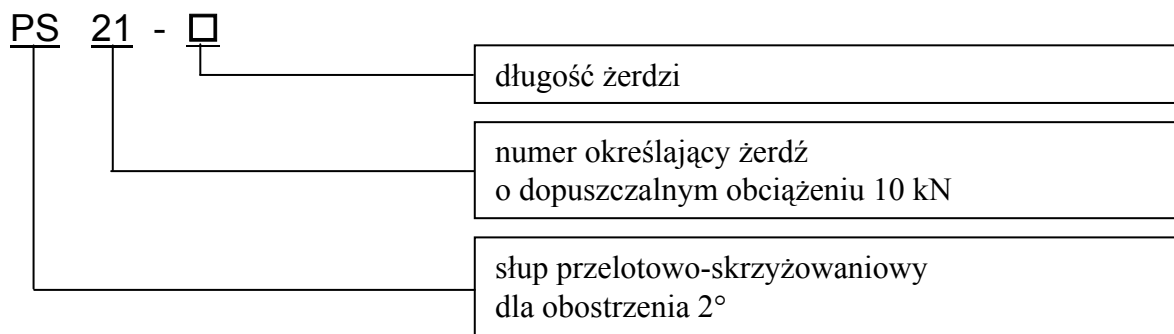 PS 21 - □
długość żerdzi
numer określający żerdź
o dopuszczalnym obciążeniu 10 kN
słup przelotowo-skrzyżowaniowy
dla obostrzenia 2°